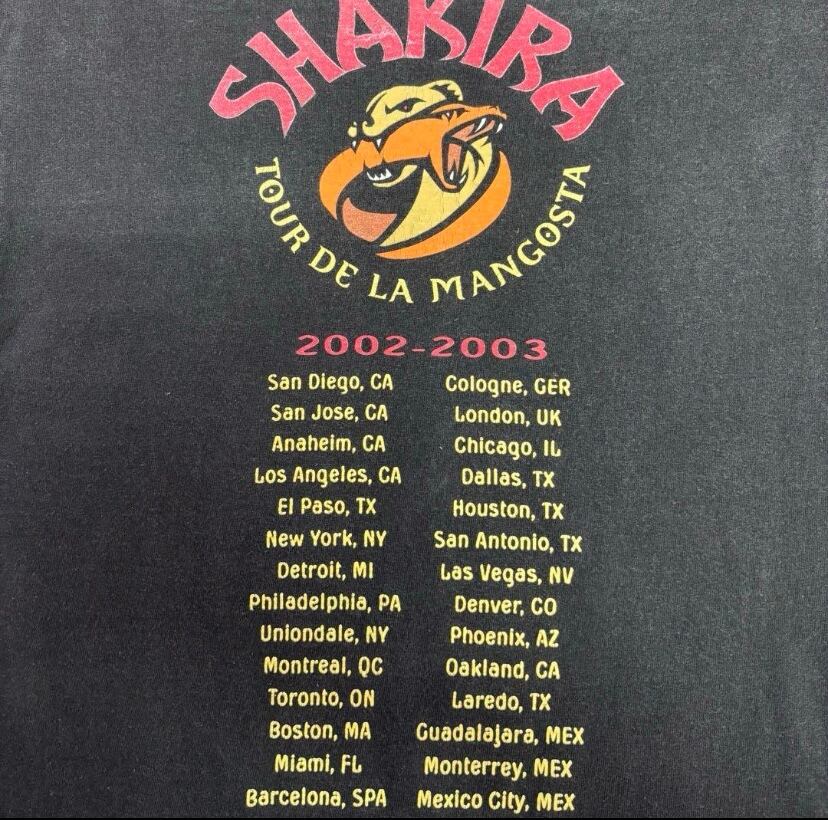 SHAKIRA
TOUR DE LA MANGOSTA
2002-2003
San Diego, CA
San Jose, CA
Anaheim, CA
Los Angeles, CA
El Paso, TX
New York, NY
Detroit, MI
Philadelphia, PA
Uniondale, NY
Montreal, QC
Toronto, ON
Boston, MA
Miami, FL
Barcelona, SPA
Cologne, GER
London, UK
Chicago, IL
Dallas, TX
Houston, TX
San Antonio, TX
Las Vegas, NV
Denver, CO
Phoenix, AZ
Oakland, CA
Laredo, TX
Guadalajara, MEX
Monterrey, MEX
Mexico City, MEX